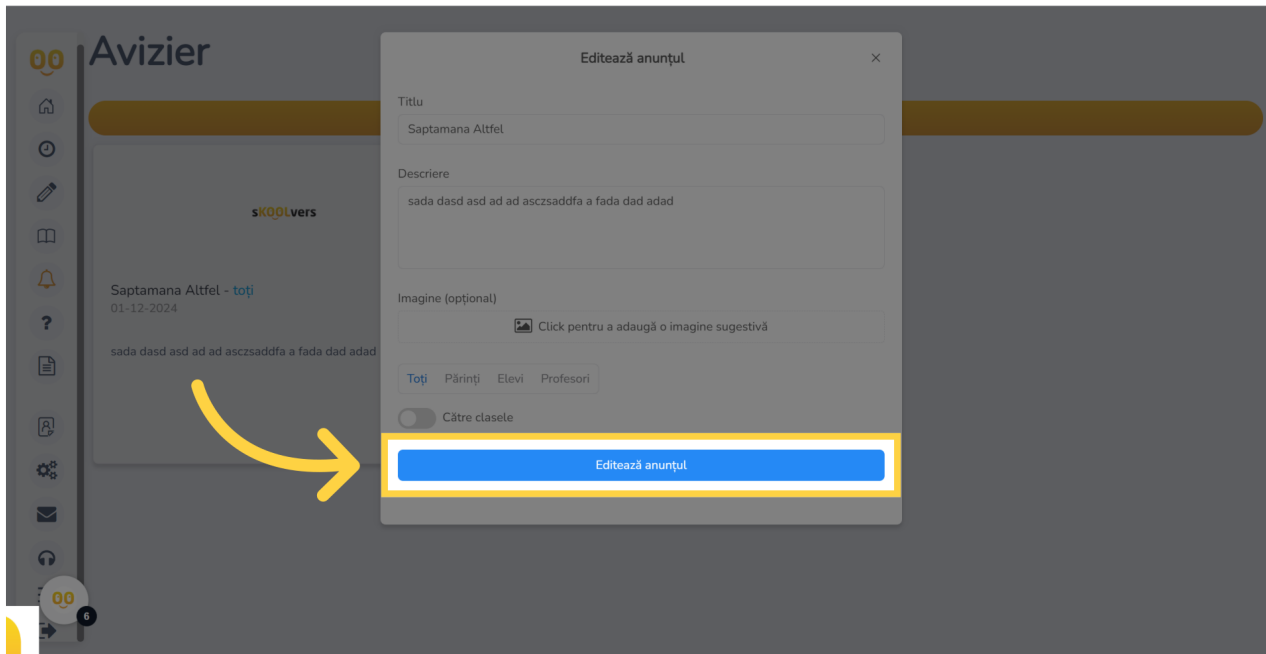 Avizier
sKOOLvers
Saptamana Altfel - toți
01-12-2024
sada dasd asd ad ad asczsaddfa a fada dad adad
Editează anunțul
Titlu
Saptamana Altfel
Descriere
sada dasd asd ad ad asczsaddfa a fada dad adad
Imagine (opțional)
Click pentru a adaugă o imagine sugestivă
Toți Părinți Elevi Profesori
Către clasele
Editează anunțul
6